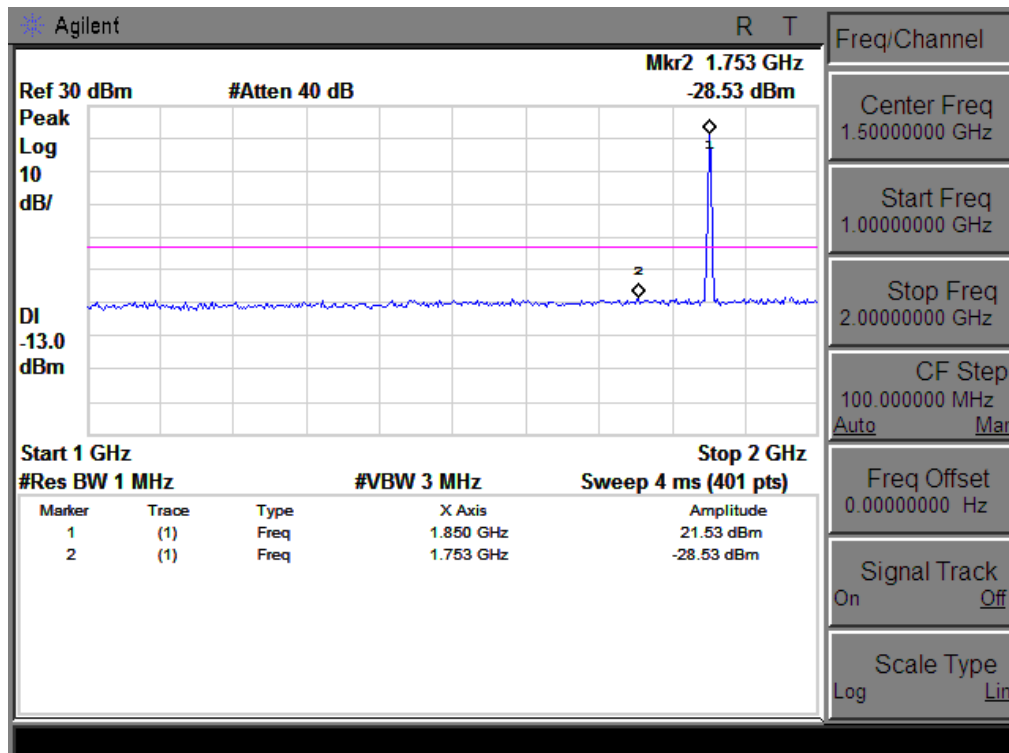 Agilent R T
Mkr2 1.753 GHz
Ref 30 dBm #Atten 40 dB -28.53 dBm
Peak
Log
10
dB/
1
2
DI
-13.0
dBm
Start 1 GHz Stop 2 GHz
#Res BW 1 MHz #VBW 3 MHz Sweep 4 ms (401 pts)
Marker Trace Type X Axis Amplitude
1 (1) Freq 1.850 GHz 21.53 dBm
2 (1) Freq 1.753 GHz -28.53 dBm
Freq/Channel
Center Freq
1.50000000 GHz
Start Freq
1.00000000 GHz
Stop Freq
2.00000000 GHz
CF Step
100.000000 MHz
Auto Man
Freq Offset
0.00000000 Hz
Signal Track
On Off
Scale Type
Log Lin